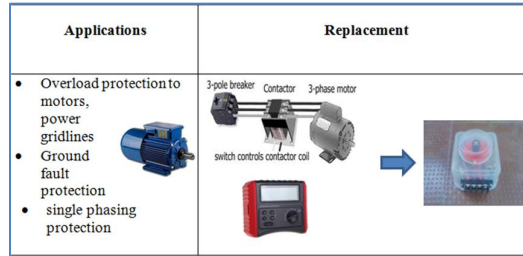 Applications
Replacement
• Overload protection to
motors,
power
gridlines
• Ground
fault
protection
• single phasing
protection
3-pole breaker Contactor 3-phase motor
switch controls contactor coil